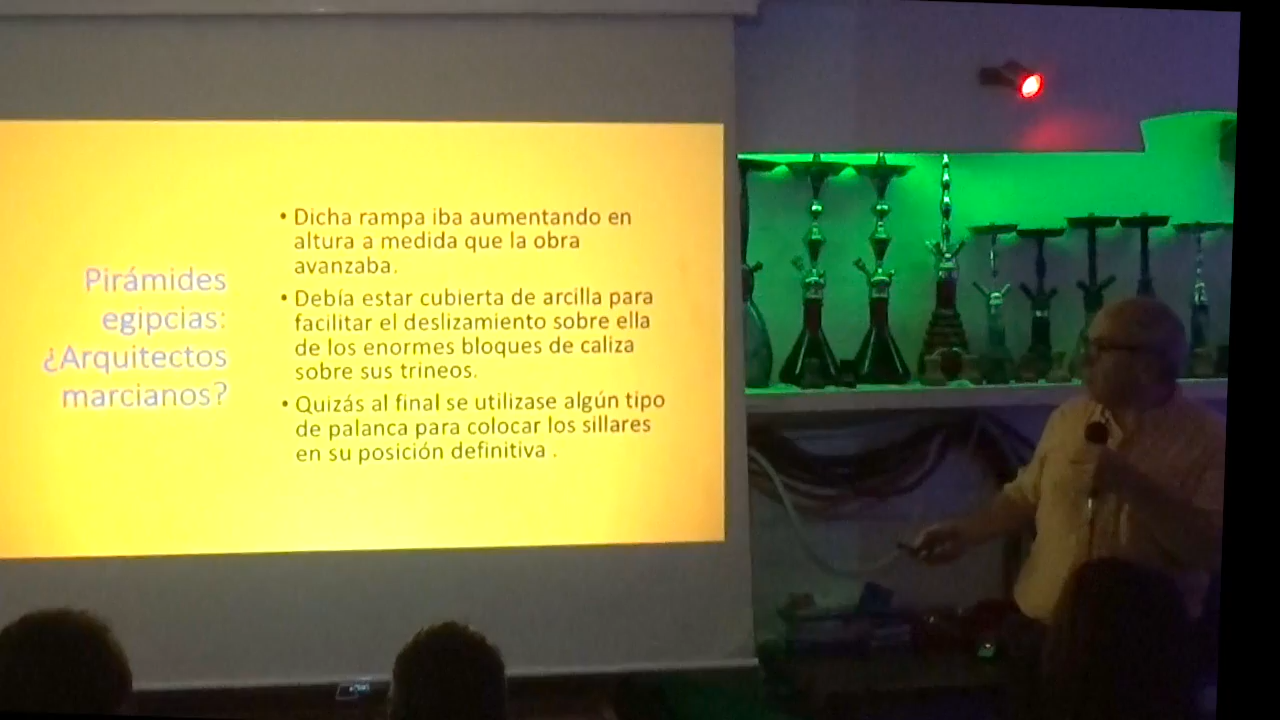 Pirámides
egipcias:
¿Arquitectos
marcianos?
• Dicha rampa iba aumentando en
altura a medida que la obra
avanzaba.
• Debía estar cubierta de arcilla para
facilitar el deslizamiento sobre ella
de los enormes bloques de caliza
sobre sus trineos.
• Quizás al final se utilizase algún tipo
de palanca para colocar los sillares
en su posición definitiva .